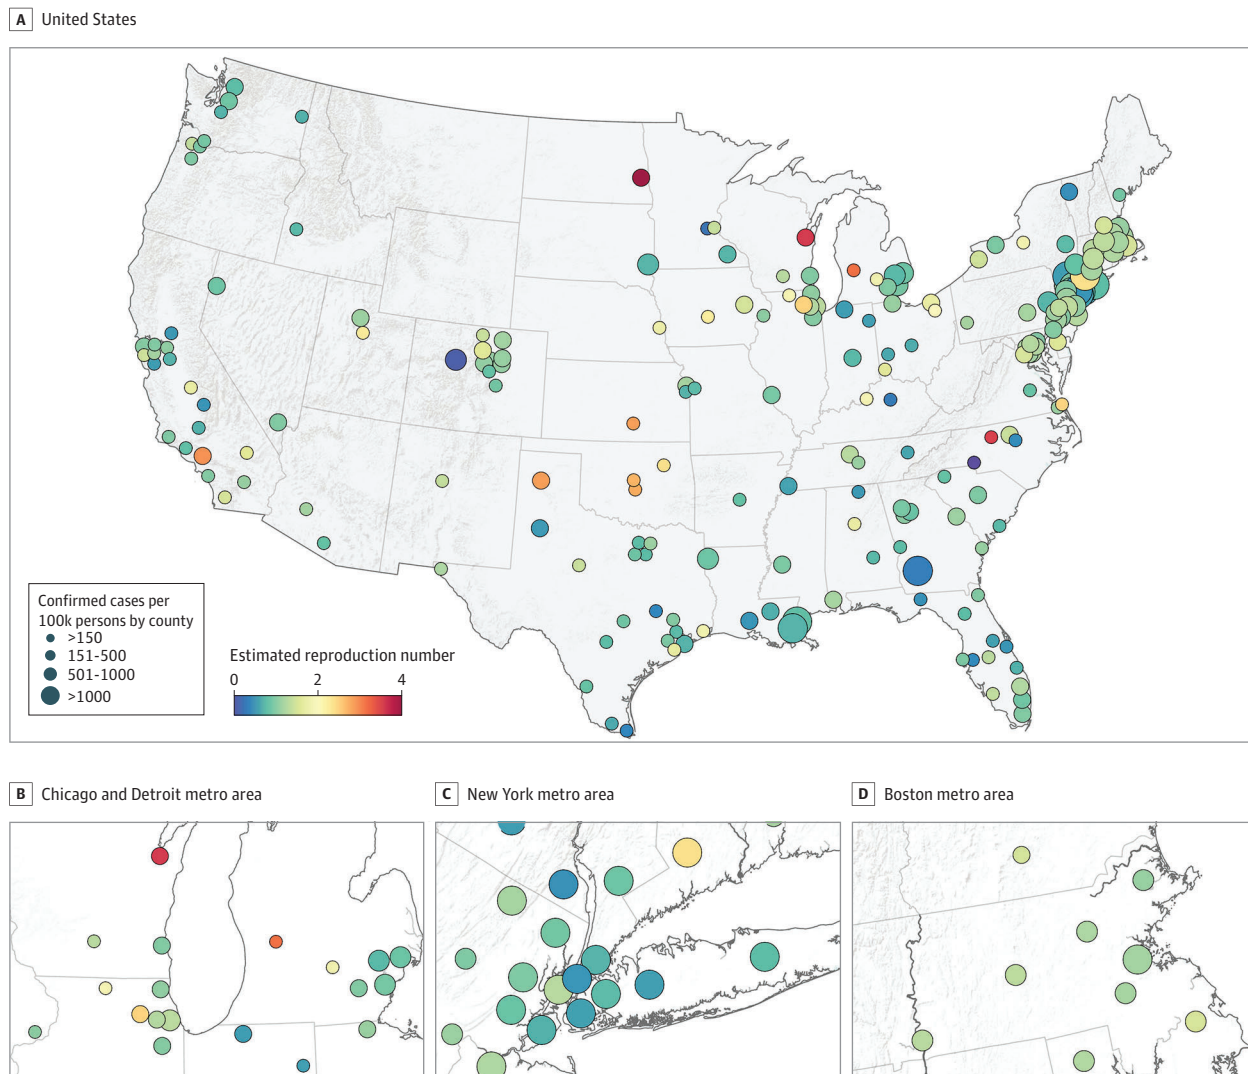 A United States
Confirmed cases per
100k persons by county
>150
151-500
501-1000
>1000
Estimated reproduction number
0 2 4
B Chicago and Detroit metro area
C New York metro area
D Boston metro area